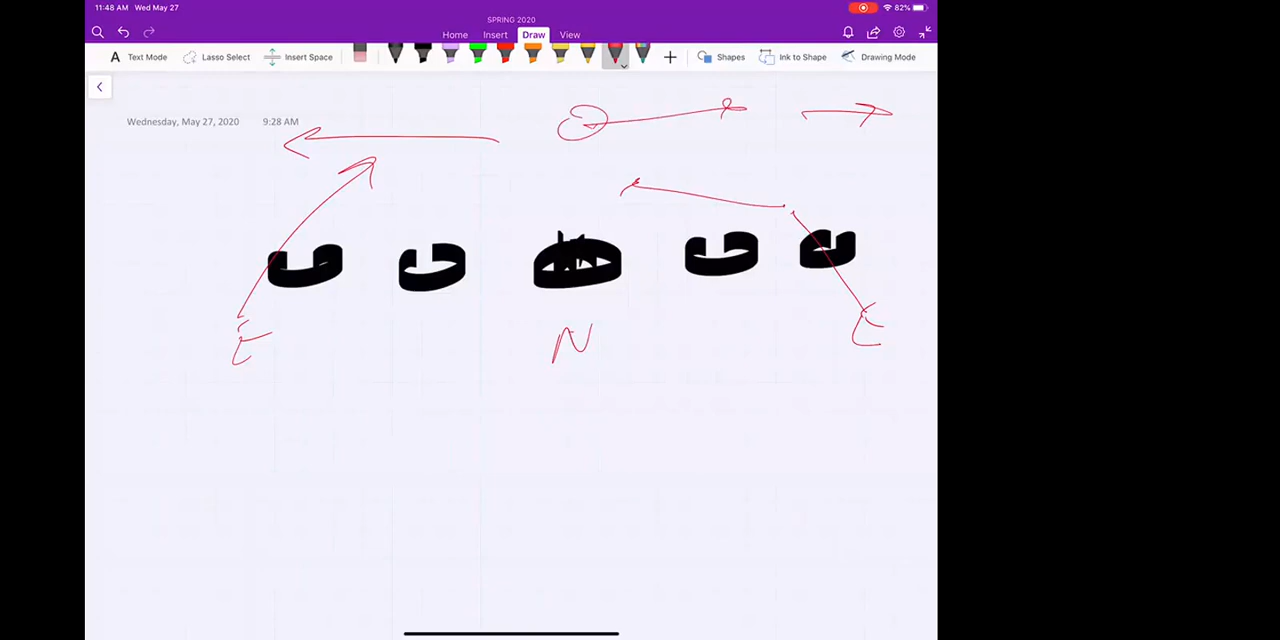 11:48 AM Wed May 27
82%
SPRING 2020
Home Insert Draw View
A Text Mode Lasso Select Insert Space Shapes Ink to Shape Drawing Mode
Wednesday, May 27, 2020 9:28 AM
E N E